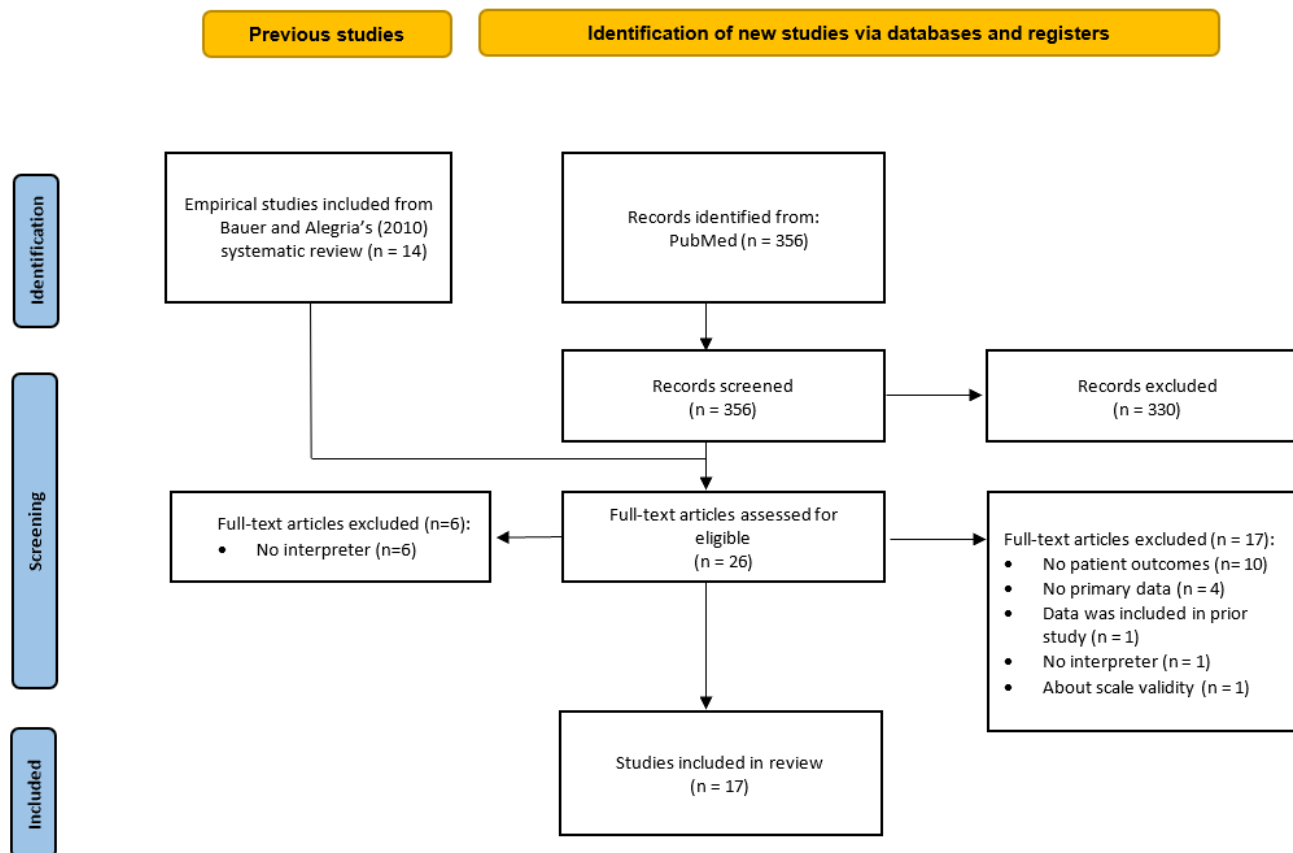 Previous studies
Identification of new studies via databases and registers
Identification
Empirical studies included from
Bauer and Alegria’s (2010)
systematic review (n = 14)
Records identified from:
PubMed (n = 356)
Screening
Records screened
(n = 356)
Records excluded
(n = 330)
Full-text articles excluded (n=6):
• No interpreter (n=6)
Full-text articles assessed for
eligible
(n = 26)
Full-text articles excluded (n = 17):
• No patient outcomes (n= 10)
• No primary data (n = 4)
• Data was included in prior
study (n = 1)
• No interpreter (n = 1)
• About scale validity (n = 1)
Included
Studies included in review
(n = 17)